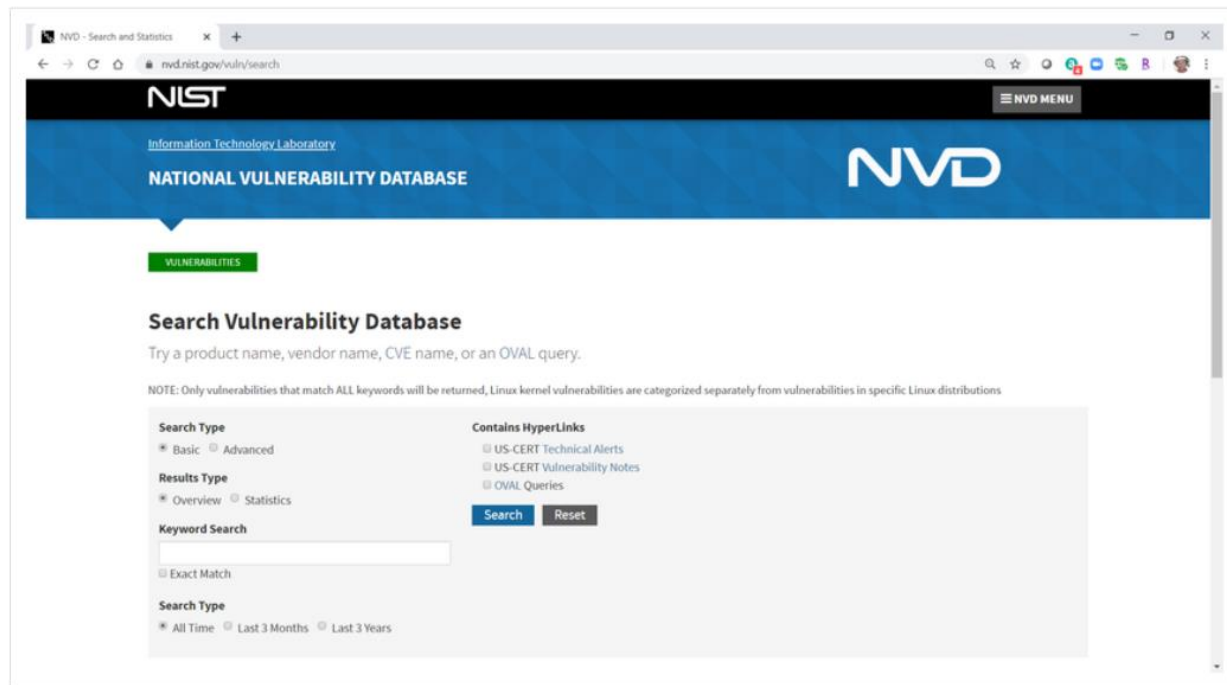 NVD - Search and Statistics
nvd.nist.gov/vuln/search
NIST
NVD MENU
Information Technology Laboratory
NATIONAL VULNERABILITY DATABASE
NVD
VULNERABILITIES
Search Vulnerability Database
Try a product name, vendor name, CVE name, or an OVAL query.
NOTE: Only vulnerabilities that match ALL keywords will be returned, Linux kernel vulnerabilities are categorized separately from vulnerabilities in specific Linux distributions
Search Type
Basic Advanced
Results Type
Overview Statistics
Keyword Search
Exact Match
Search Type
All Time Last 3 Months Last 3 Years
Contains HyperLinks
US-CERT Technical Alerts
US-CERT Vulnerability Notes
OVAL Queries
Search Reset